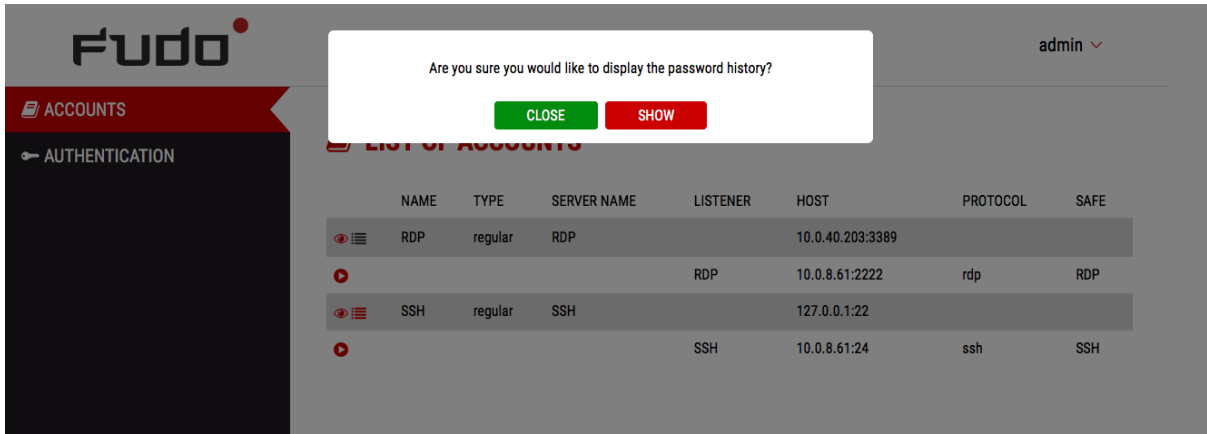 FUDO
admin
Are you sure you would like to display the password history?
CLOSE SHOW
ACCOUNTS
AUTHENTICATION
LIST OF ACCOUNTS
NAME TYPE SERVER NAME LISTENER HOST PROTOCOL SAFE
RDP regular RDP 10.0.40.203:3389
RDP 10.0.8.61:2222 rdp RDP
SSH regular SSH 127.0.0.1:22
SSH 10.0.8.61:24 ssh SSH